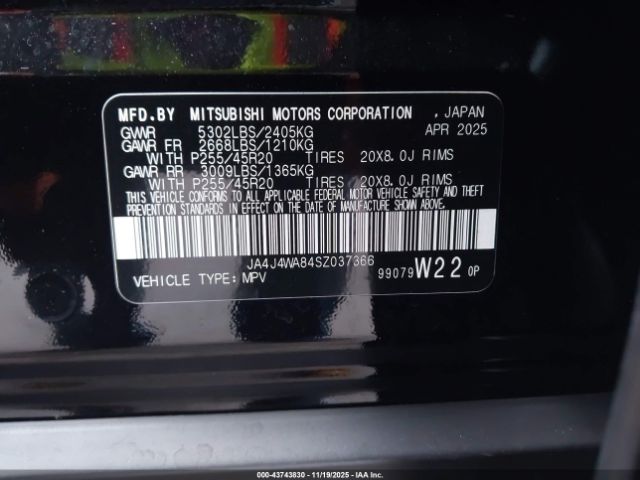 MFD.BY MITSUBISHI MOTORS CORPORATION , JAPAN
GVWR 5302LBS/2405KG APR 2025
GAWR FR 2668LBS/1210KG
WITH P255/45R20 TIRES 20X8.0J RIMS
GAWR RR 3009LBS/1365KG
WITH P255/45R20 TIRES 20X8.0J RIMS
THIS VEHICLE CONFORMS TO ALL APPLICABLE FEDERAL MOTOR VEHICLE SAFETY AND THEFT
PREVENTION STANDARDS IN EFFECT ON THE DATE OF MANUFACTURE SHOWN ABOVE.
JA4J4WA84SZ037366
VEHICLE TYPE: MPV 99079 W22 0P
000-43743830 - 11/19/2025 - IAA Inc.